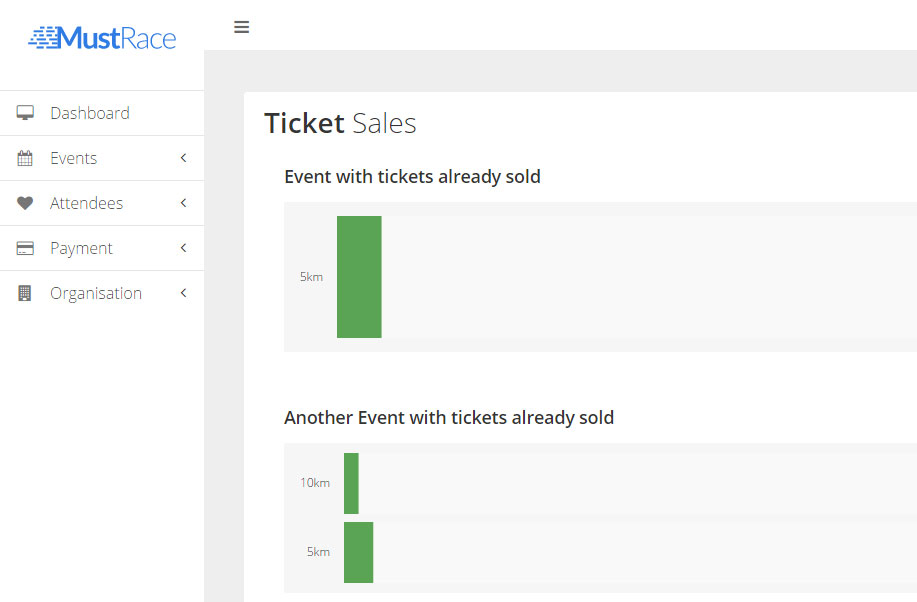 MustRace
Dashboard
Events
Attendees
Payment
Organisation
Ticket Sales
Event with tickets already sold
5km
Another Event with tickets already sold
10km
5km